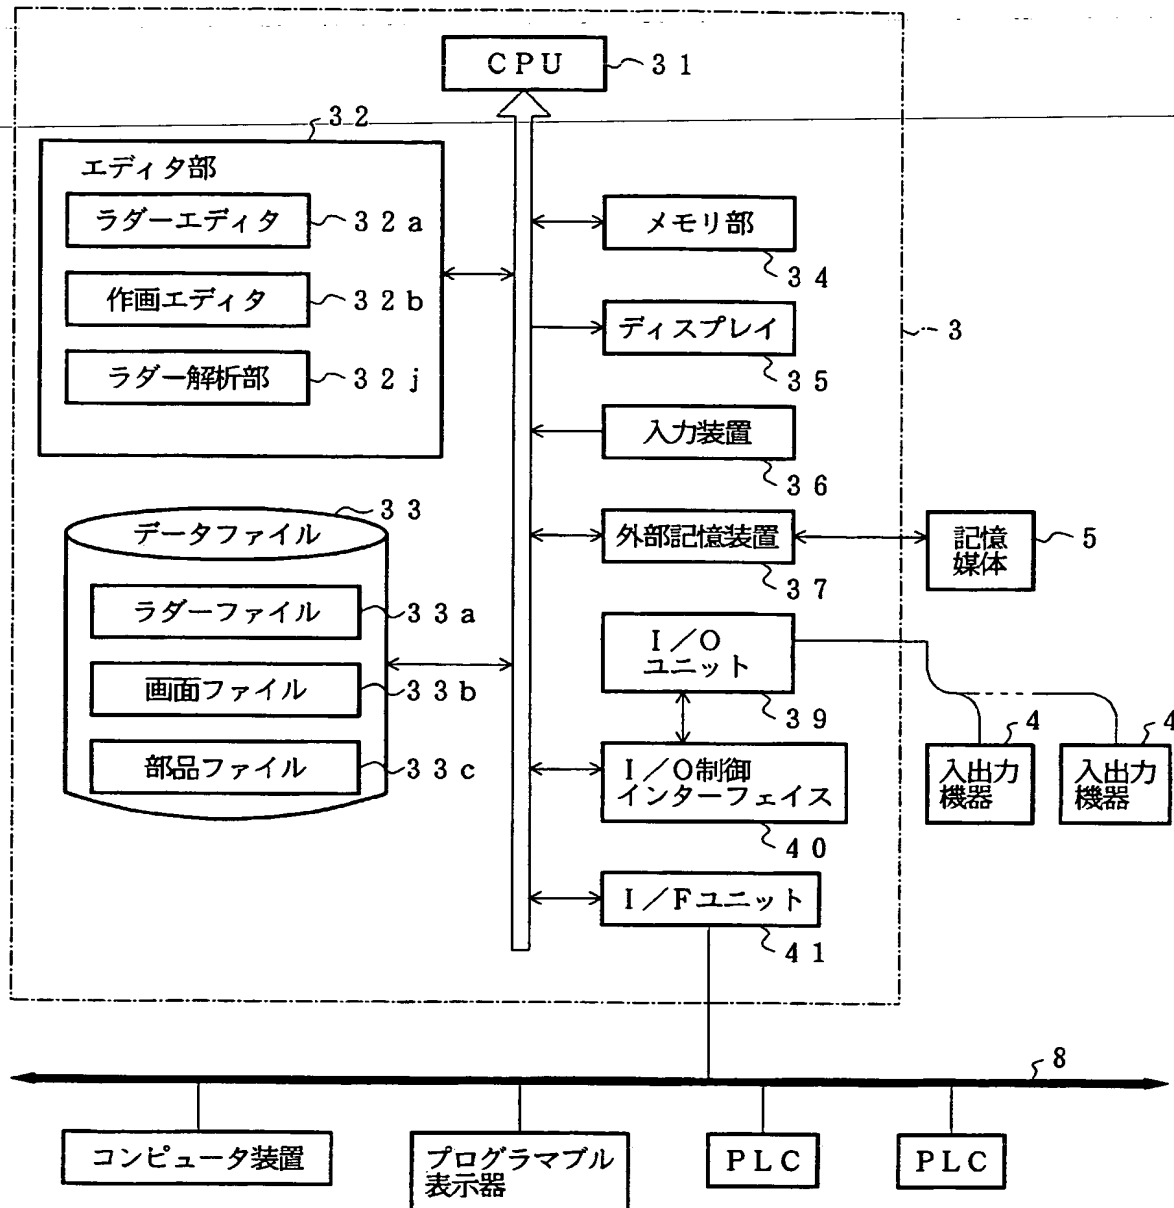 ＣＰＵ
３１
３２
エディタ部
ラダーエディタ
３２ａ
作画エディタ
３２ｂ
ラダー解析部
３２ｊ
メモリ部
３４
ディスプレイ
３５
３
入力装置
３６
３３
データファイル
ラダーファイル
３３ａ
画面ファイル
３３ｂ
部品ファイル
３３ｃ
外部記憶装置
３７
記憶
媒体
５
Ｉ／Ｏ
ユニット
３９
Ｉ／Ｏ制御
インターフェイス
４０
４
入出力
機器
４
入出力
機器
Ｉ／Ｆユニット
４１
８
コンピュータ装置
プログラマブル
表示器
ＰＬＣ
ＰＬＣ